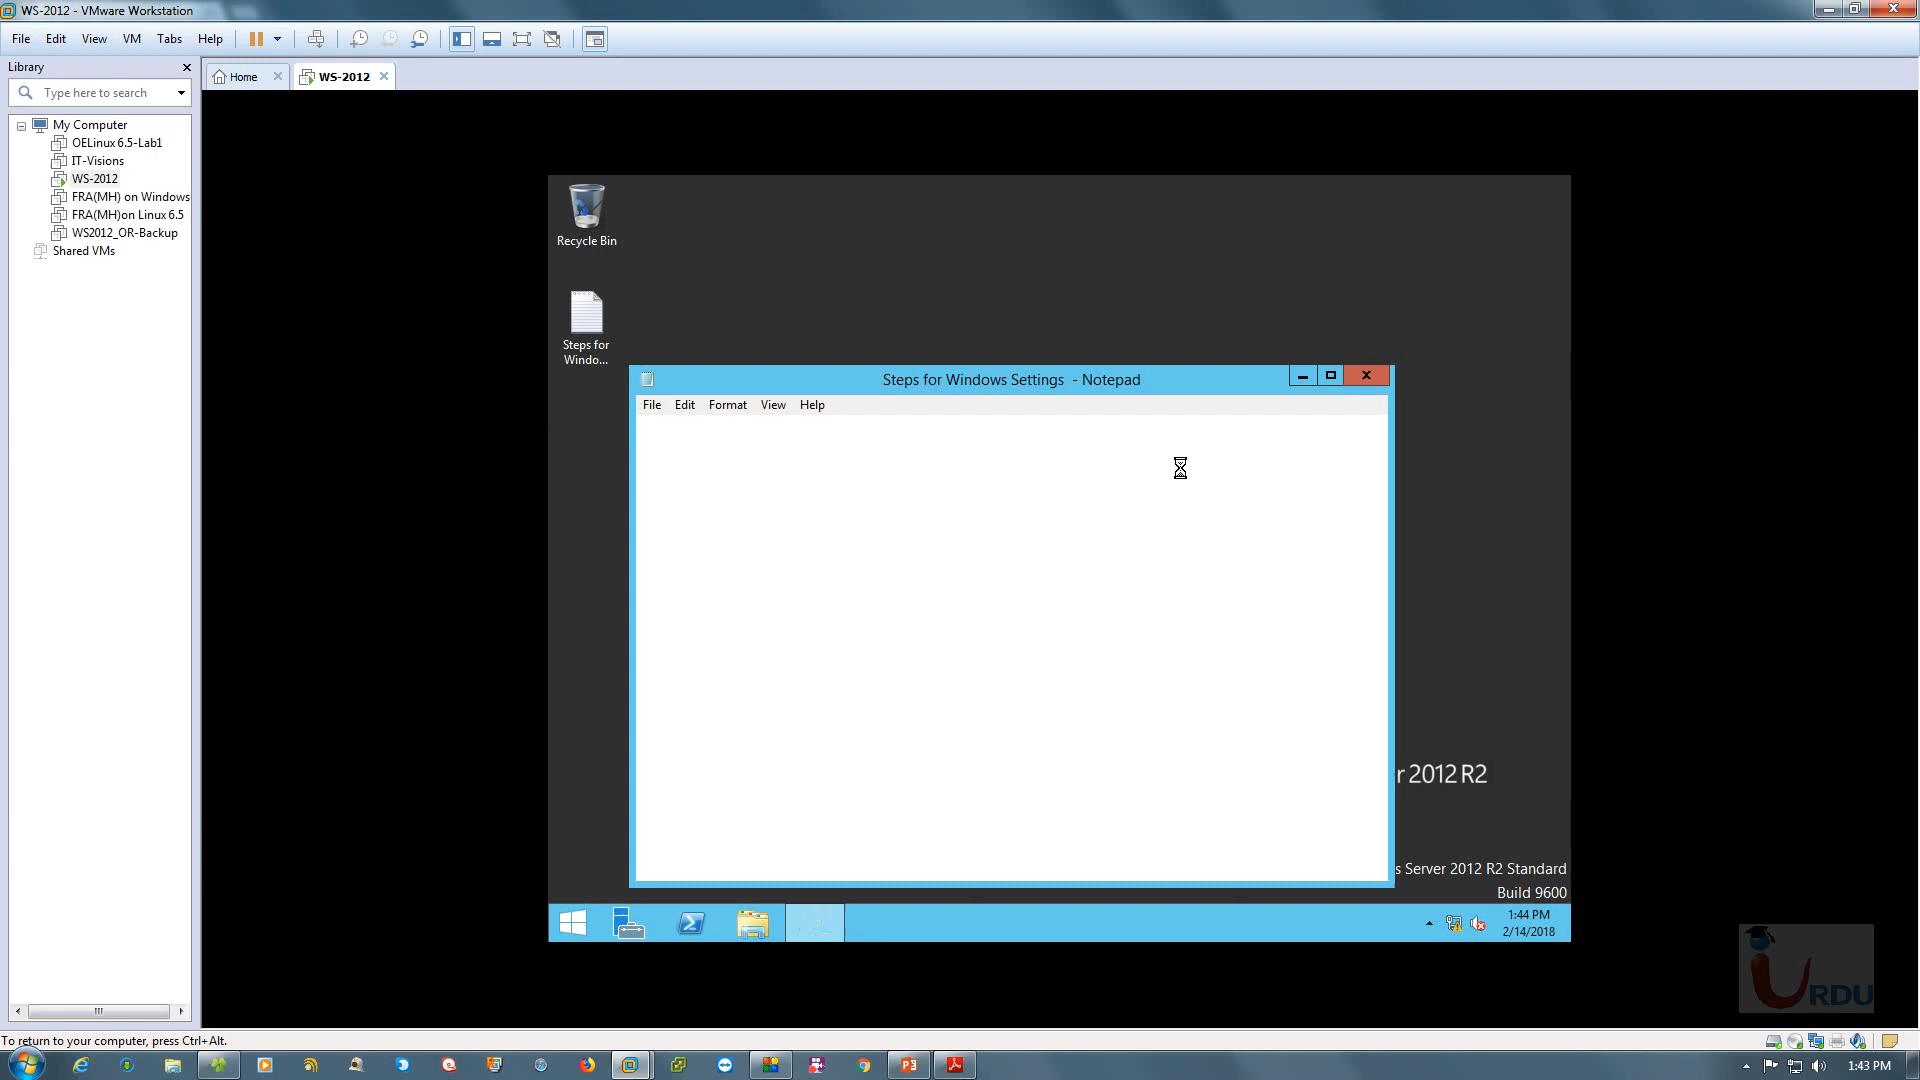 WS-2012 - VMware Workstation
File Edit View VM Tabs Help
Library
Type here to search
Home
WS-2012
My Computer
OELinux 6.5-Lab1
IT-Visions
WS-2012
FRA(MH) on Windows
FRA(MH)on Linux 6.5
WS2012_OR-Backup
Shared VMs
Recycle Bin
Steps for
Windo...
Steps for Windows Settings - Notepad
File Edit Format View Help
r 2012 R2
s Server 2012 R2 Standard
Build 9600
1:44 PM
2/14/2018
URDU
To return to your computer, press Ctrl+Alt.
1:43 PM